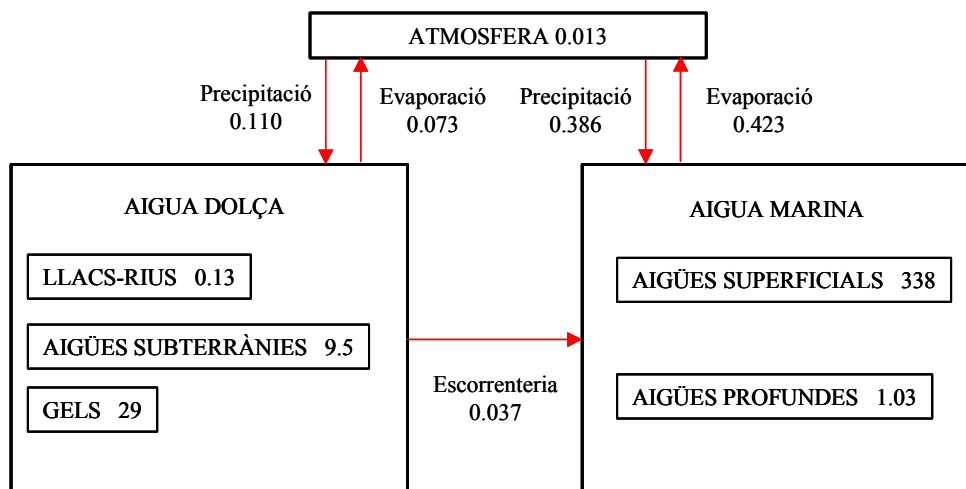 ATMOSFERA 0.013
Precipitació
0.110
Evaporació
0.073
Precipitació
0.386
Evaporació
0.423
AIGUA DOLÇA
LLACS-RIUS 0.13
AIGÜES SUBTERRÀNIES 9.5
GELS 29
Escorrenteria
0.037
AIGUA MARINA
AIGÜES SUPERFICIALS 338
AIGÜES PROFUNDES 1.03